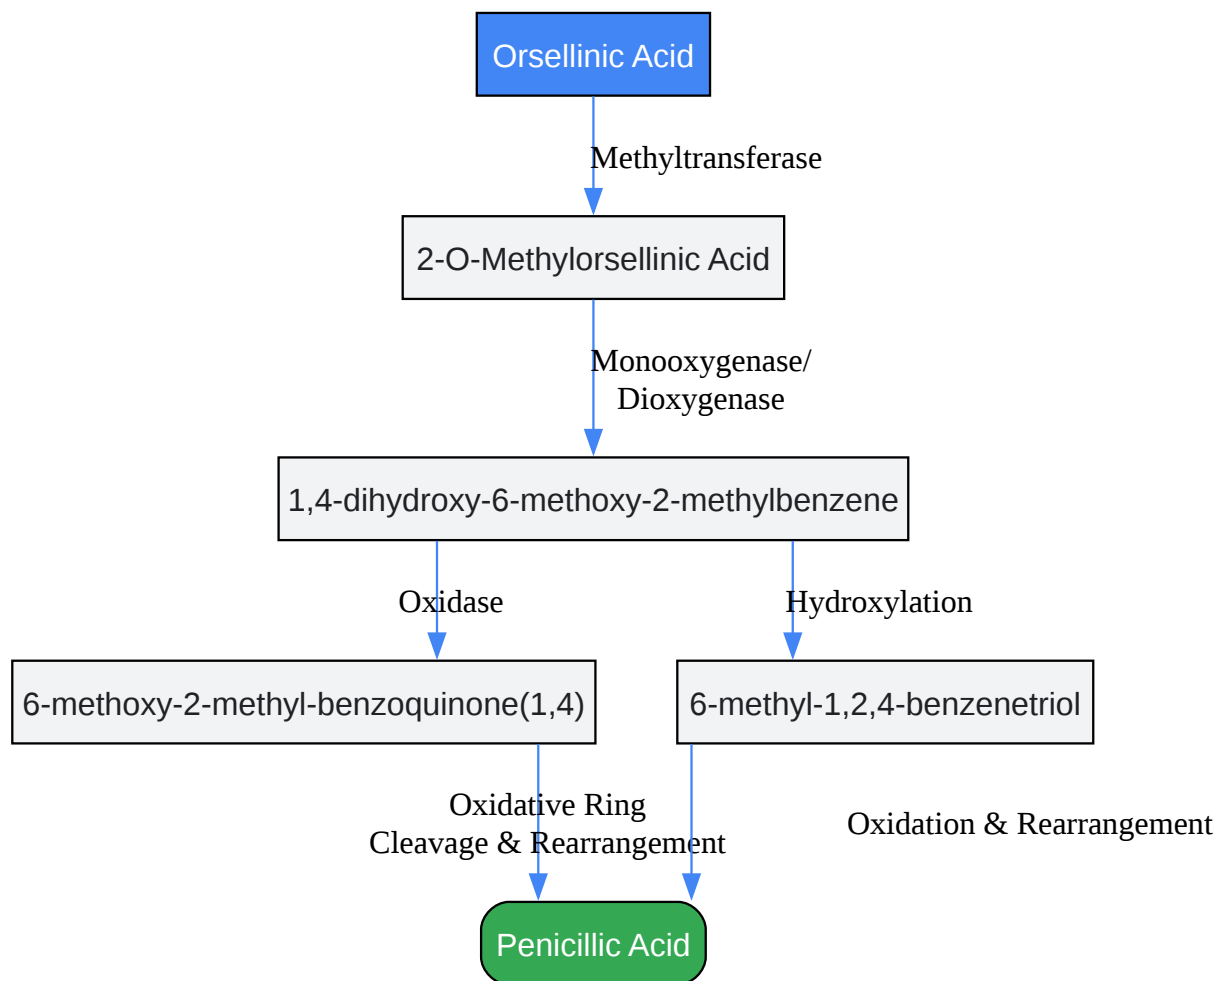 Orsellinic Acid
Methyltransferase
2-O-Methylorsellinic Acid
Monooxygenase/
Dioxygenase
1,4-dihydroxy-6-methoxy-2-methylbenzene
Oxidase
Hydroxylation
6-methoxy-2-methyl-benzoquinone(1,4)
6-methyl-1,2,4-benzenetriol
Oxidative Ring
Cleavage & Rearrangement
Oxidation & Rearrangement
Penicillic Acid